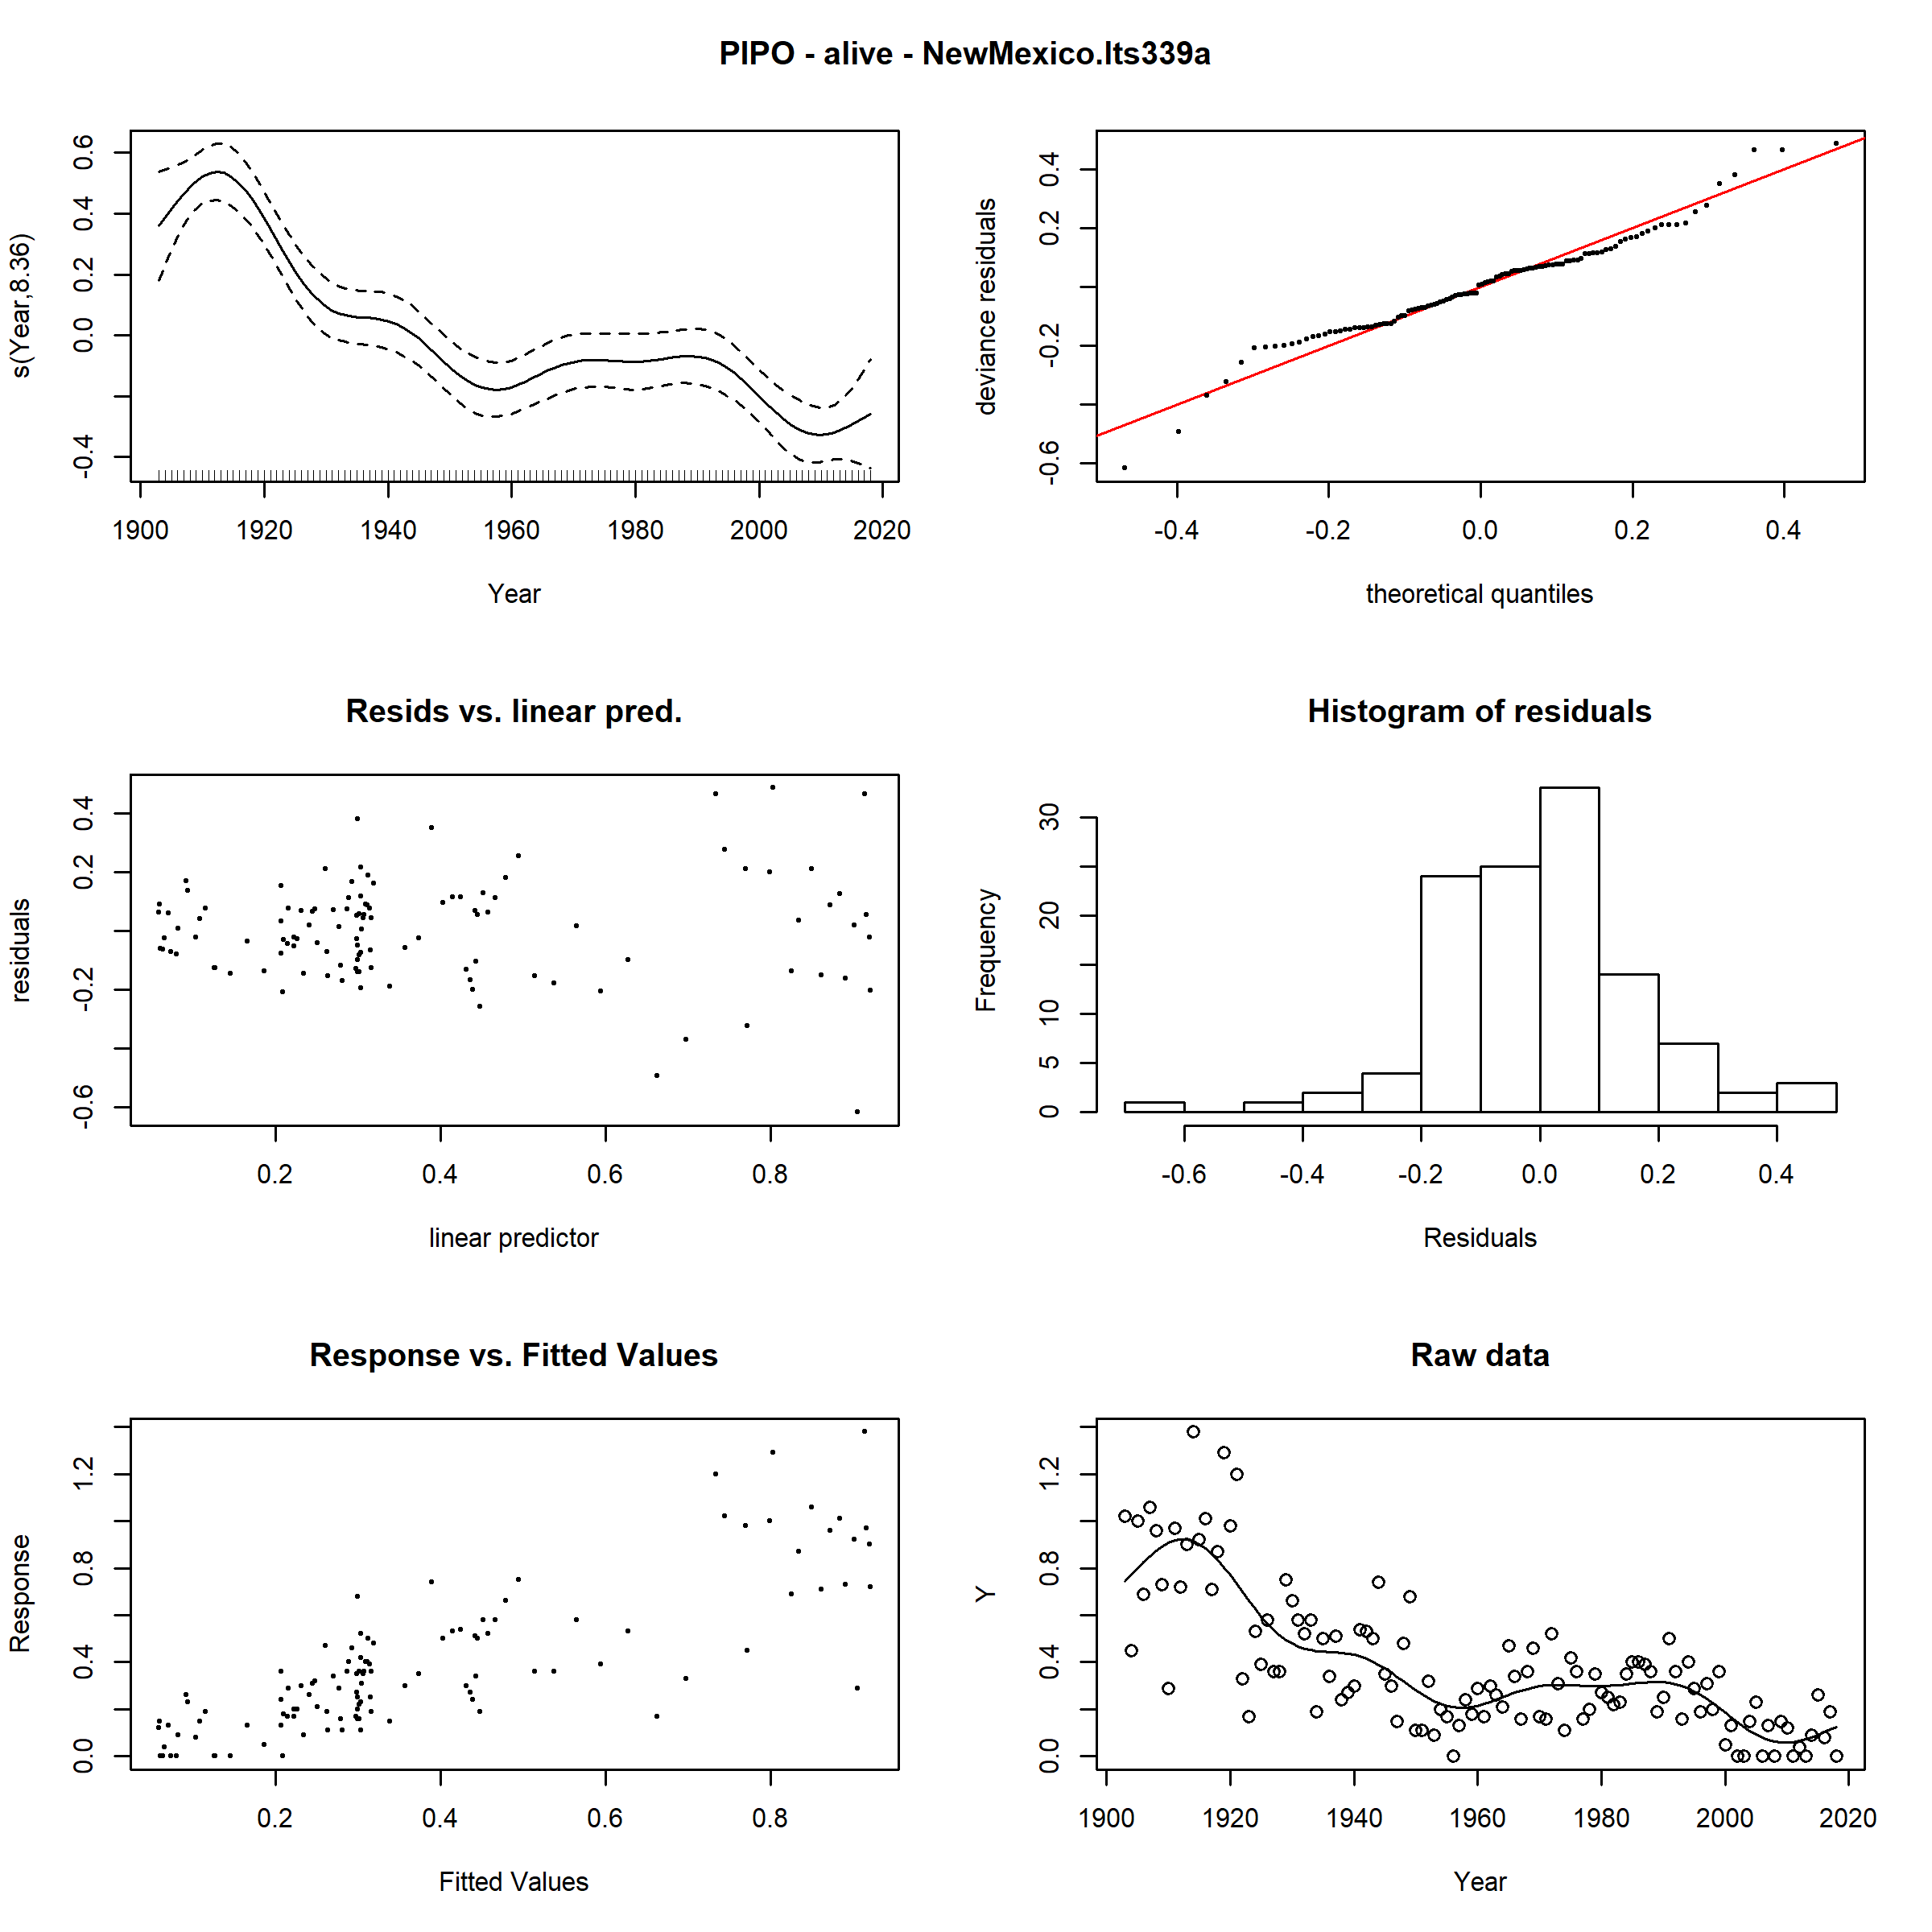 PIPO - alive - NewMexico.lts339a
s(Year,8.36)
-0.4 0.0 0.2 0.4 0.6
1900 1920 1940 1960 1980 2000 2020
Year
deviance residuals
-0.6 -0.2 0.2 0.4
-0.4 -0.2 0.0 0.2 0.4
theoretical quantiles
Resids vs. linear pred.
residuals
-0.6 -0.2 0.2 0.4
0.2 0.4 0.6 0.8
linear predictor
Histogram of residuals
Frequency
0 5 10 20 30
-0.6 -0.4 -0.2 0.0 0.2 0.4
Residuals
Response vs. Fitted Values
Response
0.0 0.4 0.8 1.2
0.2 0.4 0.6 0.8
Fitted Values
Raw data
Y
0.0 0.4 0.8 1.2
1900 1920 1940 1960 1980 2000 2020
Year